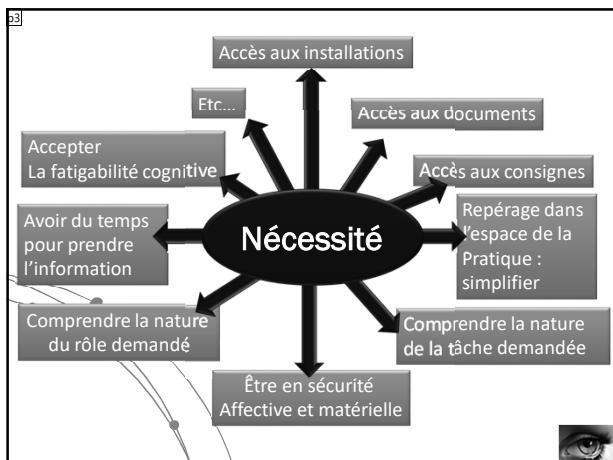 p3
Accès aux installations
Etc...
Accès aux documents
Accepter
La fatigabilité cognitive
Accès aux consignes
Avoir du temps
pour prendre
l'information
Nécessité
Repérage dans
l'espace de la
Pratique :
simplifier
Comprendre la nature
du rôle demandé
Comprendre la nature
de la tâche demandée
Être en sécurité
Affective et matérielle